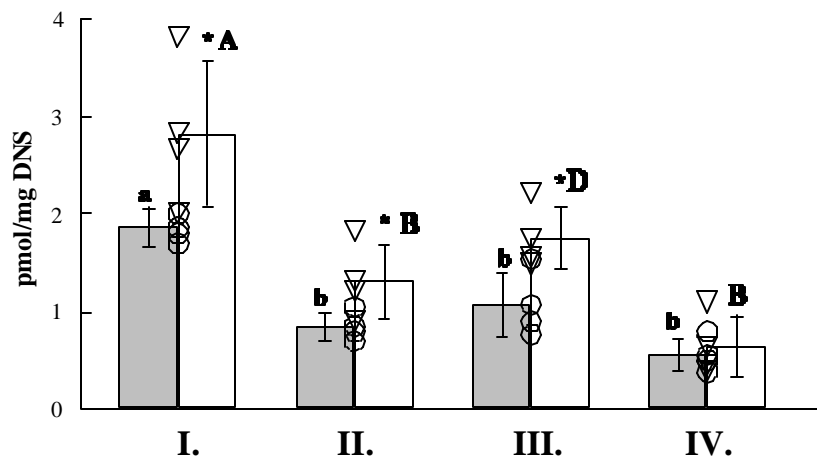 4
* A
3
pmol/mg DNS
a
2
* B
*D
b
b
B
b
1
0
I. II. III. IV.